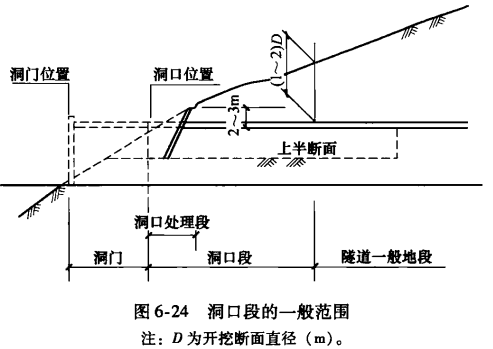 洞门位置
洞口位置
(1～2)D
2～3m
上半断面
洞口处理段
洞门
洞口段
隧道一般地段
图 6-24 洞口段的一般范围
注：D 为开挖断面直径（m）。